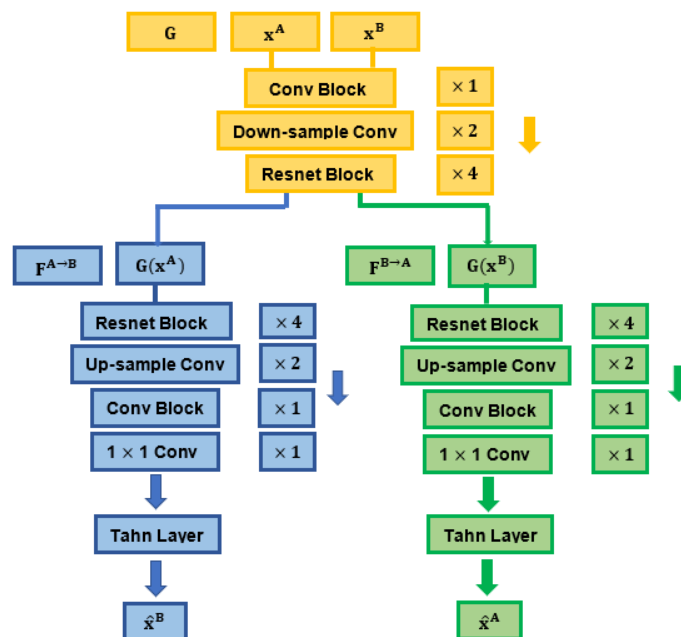 G x^A x^B
Conv Block × 1
Down-sample Conv × 2
Resnet Block × 4
F^A→B G(x^A) F^B→A G(x^B)
Resnet Block × 4 Resnet Block × 4
Up-sample Conv × 2 Up-sample Conv × 2
Conv Block × 1 Conv Block × 1
1 × 1 Conv × 1 1 × 1 Conv × 1
Tahn Layer Tahn Layer
x̂^B x̂^A